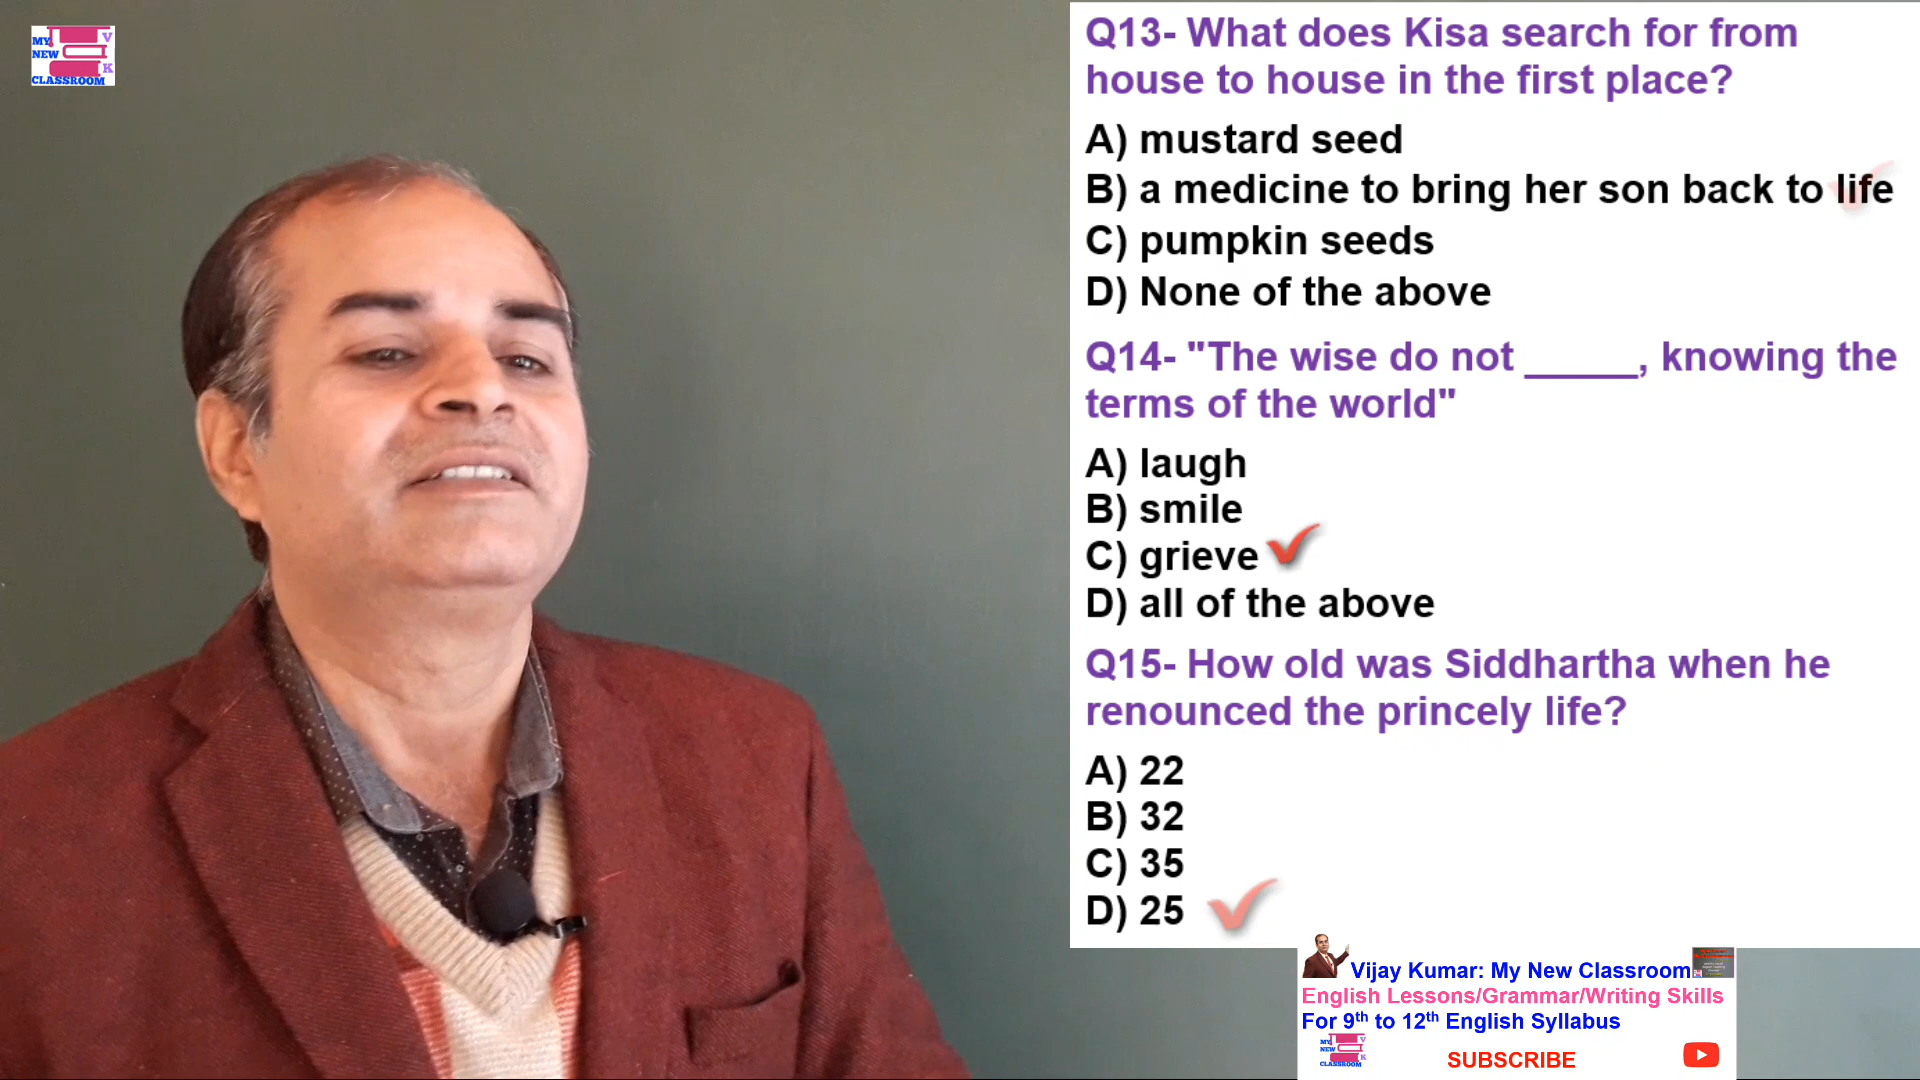 MY
NEW
CLASSROOM
V
K
Q13- What does Kisa search for from
house to house in the first place?
A) mustard seed
B) a medicine to bring her son back to life
C) pumpkin seeds
D) None of the above
Q14- "The wise do not _____, knowing the
terms of the world"
A) laugh
B) smile
C) grieve
D) all of the above
Q15- How old was Siddhartha when he
renounced the princely life?
A) 22
B) 32
C) 35
D) 25
Vijay Kumar: My New Classroom
English Lessons/Grammar/Writing Skills
For 9th to 12th English Syllabus
MY
NEW
CLASSROOM
V
K
SUBSCRIBE